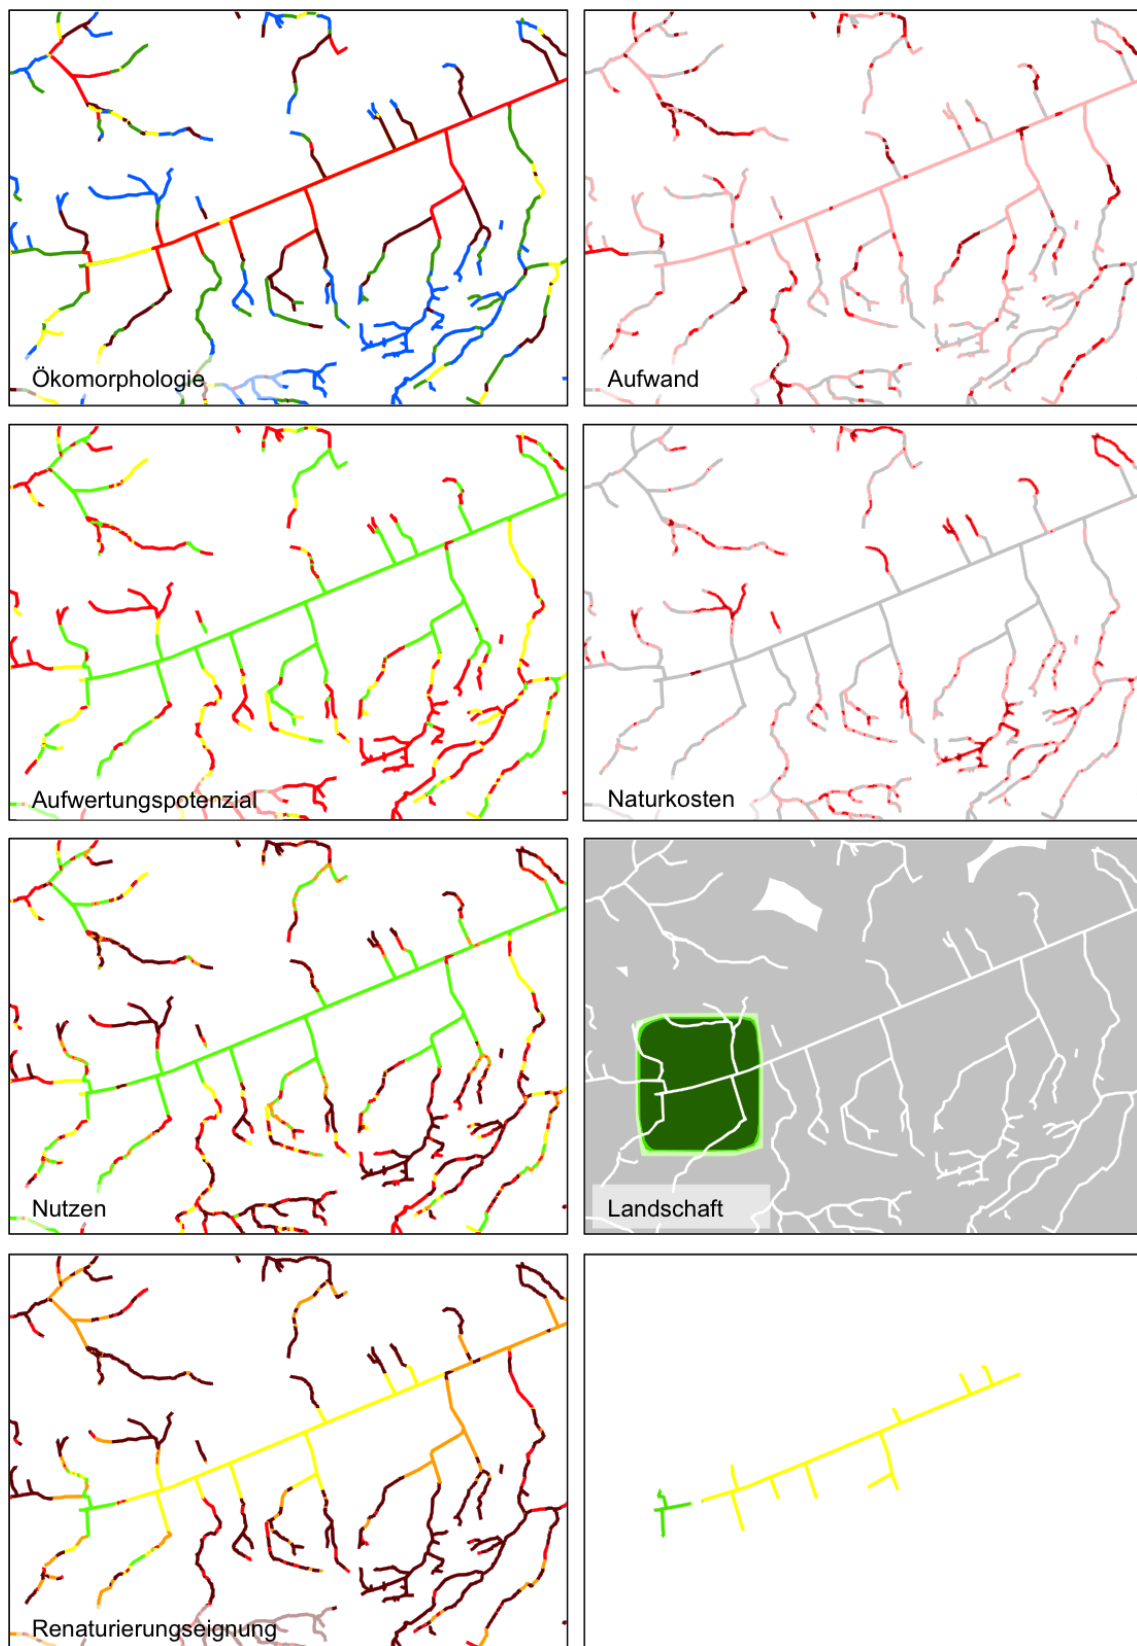 Ökomorphologie
Aufwand
Aufwertungspotenzial
Naturkosten
Nutzen
Landschaft
Renaturierungseignung